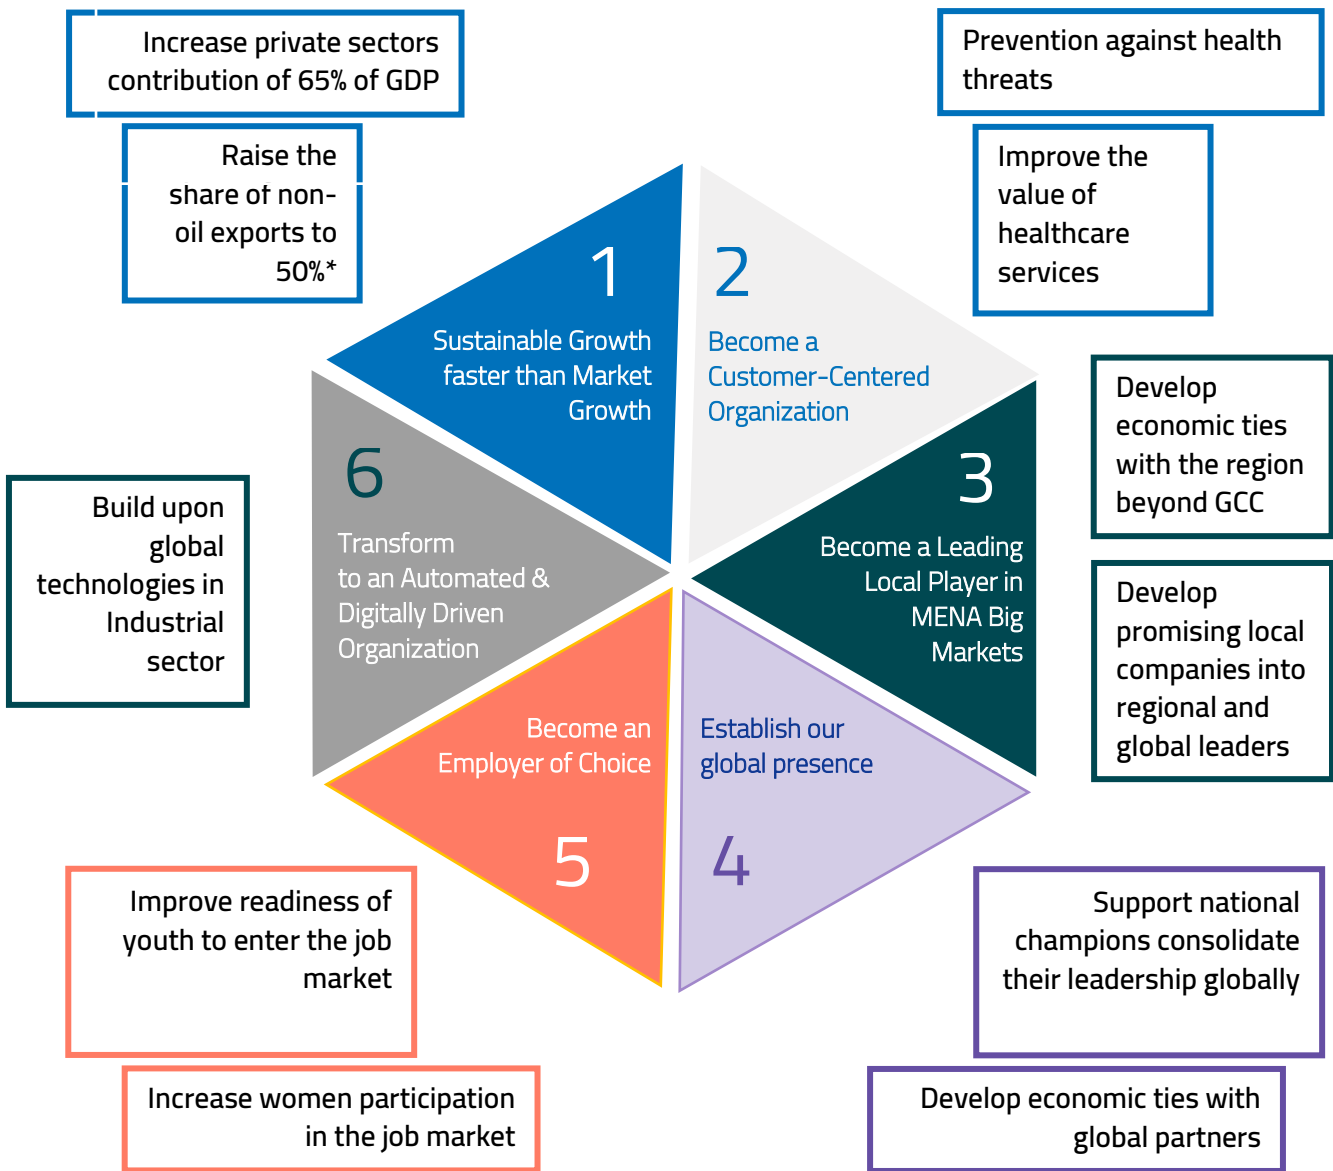 Increase private sectors
contribution of 65% of GDP
Raise the
share of non-
oil exports to
50%*
Prevention against health
threats
Improve the
value of
healthcare
services
1
Sustainable Growth
faster than Market
Growth
2
Become a
Customer-Centered
Organization
3
Become a Leading
Local Player in
MENA Big
Markets
Develop
economic ties
with the region
beyond GCC
Develop
promising local
companies into
regional and
global leaders
6
Transform
to an Automated &
Digitally Driven
Organization
Build upon
global
technologies in
Industrial
sector
Become an
Employer of Choice
5
Establish our
global presence
4
Improve readiness of
youth to enter the job
market
Increase women participation
in the job market
Support national
champions consolidate
their leadership globally
Develop economic ties with
global partners